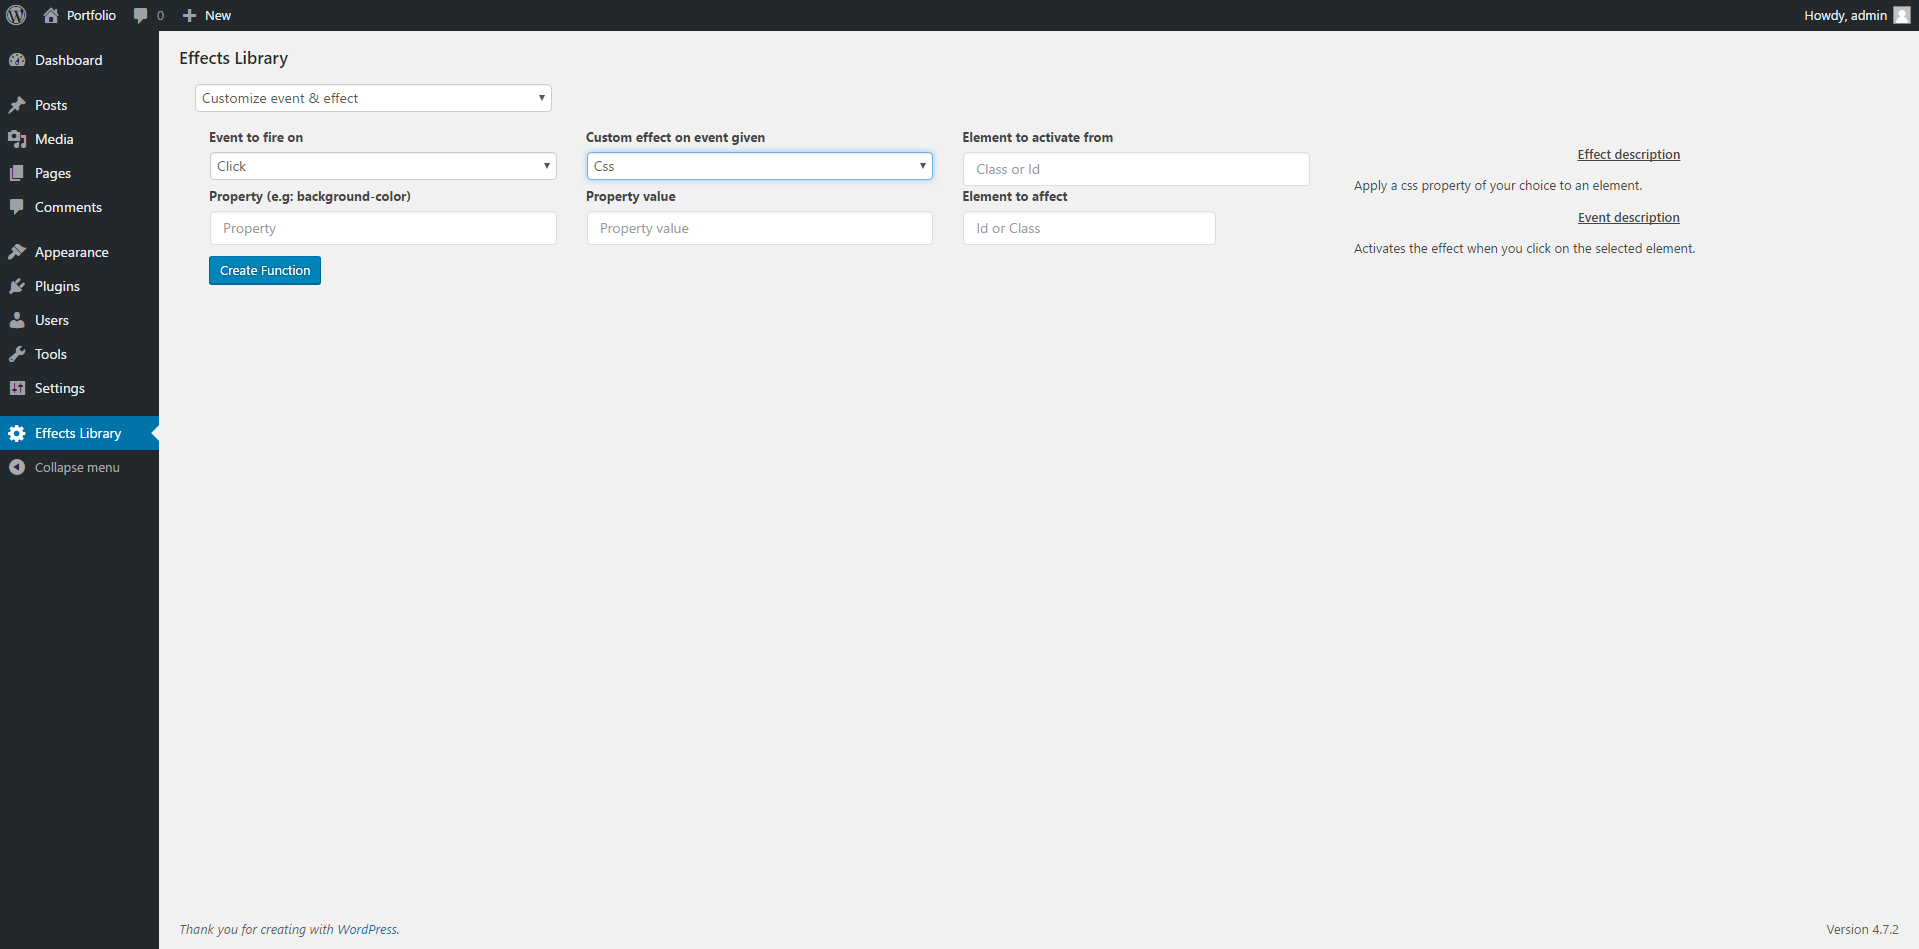 Portfolio 0 New Howdy, admin
Dashboard
Posts
Media
Pages
Comments
Appearance
Plugins
Users
Tools
Settings
Effects Library
Collapse menu
Effects Library
Customize event & effect
Event to fire on Custom effect on event given Element to activate from
Click Css Class or Id
Property (e.g: background-color) Property value Element to affect
Property Property value Id or Class
Create Function
Effect description
Apply a css property of your choice to an element.
Event description
Activates the effect when you click on the selected element.
Thank you for creating with WordPress. Version 4.7.2